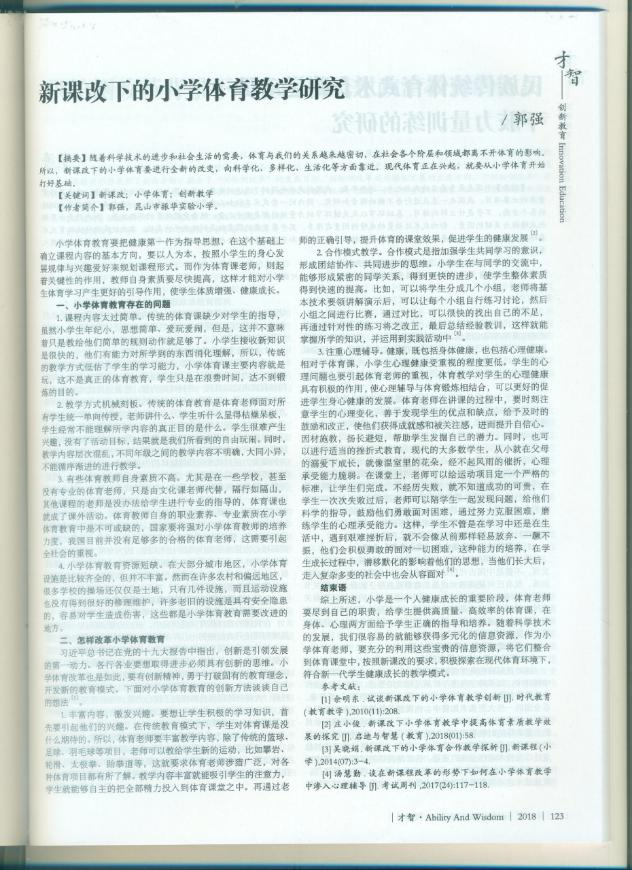 才智
创新教育 Innovation Education
新课改下的小学体育教学研究
/ 郭强
【摘要】随着科学技术的进步和社会生活的需要，体育与我们的关系越来越密切，在社会各个阶层和领域都离不开体育的影响。
所以，新课改下的小学体育要进行全新的改变，向科学化、多样化、生活化等方面靠近。现代体育正在兴起，就要从小学体育开始
打好基础。
【关键词】新课改；小学体育；创新教学
【作者简介】郭强，昆山市振华实验小学。
小学体育教育要把健康第一作为指导思想，在这个基础上
确立课程内容的基本方向，要以人为本，按照小学生的身心发
展规律与兴趣爱好来规划课程形式。而作为体育课老师，则起
着关键性的作用，教师自身素质要尽快提高，这样才能对小学
生体育学习产生更好的引导作用，使学生体质增强、健康成长。
一、小学体育教育存在的问题
1.课程内容太过简单。传统的体育课缺少对学生的指导，
虽然小学生年纪小、思想简单、爱玩爱闹，但是，这并不意味
着只是教给他们简单的规则动作就足够了。小学生接收新知识
是很快的，他们有能力对所学到的东西消化理解，所以，传统
的教学方式低估了学生的学习能力，小学体育课主要内容就是
玩，这不是真正的体育教育，学生只是在浪费时间，达不到锻
炼的目的。
2.教学方式机械刻板。传统的体育教育是体育老师面对所
有学生统一单向传授，老师讲什么、学生听什么显得枯燥呆板，
学生经常不能理解所学内容的真正目的是什么。学生很难产生
兴趣，没有了活动目标，结果就是我们所看到的自由玩闹。同时，
教学内容层次混乱，不同年级之间的教学内容不明确，大同小异，
不能循序渐进的进行教学。
3.有些体育教师自身素质不高。尤其是在一些学校，甚至
没有专业的体育老师，只是由文化课老师代替，隔行如隔山，
其他课程的老师是没办法给学生进行专业的指导的，体育课也
就成了课外活动。体育教师自身的职业素养、专业素质在小学
体育教育中是不可或缺的，国家要将强对小学体育教师的培养
力度，我国目前并没有足够多的合格的体育老师，这需要引起
全社会的重视。
4.小学体育教育资源短缺。在大部分城市地区，小学体育
设施是比较齐全的，但并不丰富。然而在许多农村和偏远地区，
很多学校的操场还仅仅是土地，只有几件设施，而且运动设施
也没有得到很好的修理维护，许多老旧的设施是具有安全隐患
的，容易对学生造成伤害，这些都是小学体育教育需要改进的
地方。
二、怎样改革小学体育教育
习近平总书记在党的十九大报告中指出，创新是引领发展
的第一动力。各行各业要想取得进步必须具有创新的思维。小
学体育改革也是如此，要有创新精神，勇于打破固有的教育理念，
开发新的教育模式。下面对小学体育教育的创新方法谈谈自己
的想法[1]。
1.丰富内容，激发兴趣。要想让学生积极的学习知识，首
先要引起他们的兴趣。在传统教育模式下，学生对体育课是没
什么期待的。所以，体育老师要丰富教学内容，除了传统的篮球、
足球、羽毛球等项目，老师可以教给学生新的运动，比如攀岩、
轮滑、太极拳、跆拳道等，这就要求体育老师涉猎广泛，对各
种体育项目都有所了解。教学内容丰富就能吸引学生的注意力，
学生就能够自主的把全部精力投入到体育课堂之中。再通过老
师的正确引导，提升体育的课堂效果，促进学生的健康发展[2]。
2.合作模式教学。合作模式是指加强学生共同学习的意识，
形成团结协作、共同进步的思维。小学生在与同学的交流中，
能够形成紧密的同学关系，得到更快的进步，使学生整体素质
得到快速的提高。比如，可以将学生分成几个小组，老师将基
本技术要领讲解演示后，可以让每个小组自行练习讨论，然后
小组之间进行比赛，通过对比，可以很快的找出自己的不足，
再通过针对性的练习将之改正，最后总结经验教训，这样就能
掌握所学的知识，并运用到实践活动中[3]。
3.注重心理辅导。健康，既包括身体健康，也包括心理健康。
相对于体育课，小学生心理健康受重视的程度更低。学生的心
理问题也要引起体育老师的重视，体育教学对学生的心理健康
具有积极的作用，使心理辅导与体育锻炼相结合，可以更好的促
进学生身心健康的发展。体育老师在讲课的过程中，要时刻注
意学生的心理变化，善于发现学生的优点和缺点，给予及时的
鼓励和改正，使他们获得成就感和被关注感，进而提升自信心。
因材施教，扬长避短，帮助学生发掘自己的潜力。同时，也可
以进行适当的挫折式教育，现代的大多数学生，从小就在父母
的溺爱下成长，就像温室里的花朵，经不起风雨的催折，心理
承受能力脆弱。在课堂上，老师可以给运动项目定一个严格的
标准，让学生们完成。不经历失败，就不知道成功的可贵，在
学生一次次失败过后，老师可以陪学生一起发现问题，给他们
科学的指导，鼓励他们勇敢面对困难，通过努力克服困难，磨
练学生的心理承受能力。这样，学生不管是在学习中还是在生
活中，遇到艰难挫折后，就不会像从前那样轻易放弃、一蹶不
振，他们会积极勇敢的面对一切困难，这种能力的培养，在学
生成长过程中，潜移默化的影响着他们的思想，当他们长大后，
走入复杂多变的社会中也会从容面对[4]。
结束语
综上所述，小学是一个人健康成长的重要阶段，体育老师
要尽到自己的职责，给学生提供高质量、高效率的体育课，在
身体、心理两方面给予学生正确的指导和培养。随着科学技术
的发展，我们很容易的就能够获得多元化的信息资源，作为小
学体育老师，要充分的利用这些宝贵的信息资源，将它们整合
到体育课堂中，按照新课改的要求，积极探索在现代体育环境下，
符合新一代学生健康成长的教学模式。
参考文献：
[1]余明东.试谈新课改下的小学体育教学创新[J].时代教育
(教育教学),2010(11):208.
[2]庄小俊.新课改下小学体育教学中提高体育素质教学效
果的探究[J].启迪与智慧(教育),2018(01):58.
[3]吴晓娟.新课改下的小学体育合作教学探析[J].新课程(小
学),2014(07):3-4.
[4]汤慧勤.谈在新课程改革的形势下如何在小学体育教学
中渗入心理辅导[J].考试周刊,2017(24):117-118.
才智·Ability And Wisdom | 2018 | 123